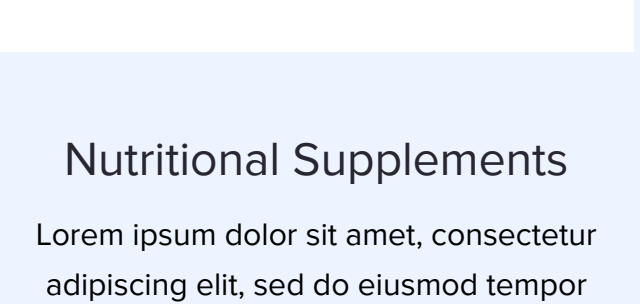 Nutritional Supplements
Lorem ipsum dolor sit amet, consectetur
adipiscing elit, sed do eiusmod tempor